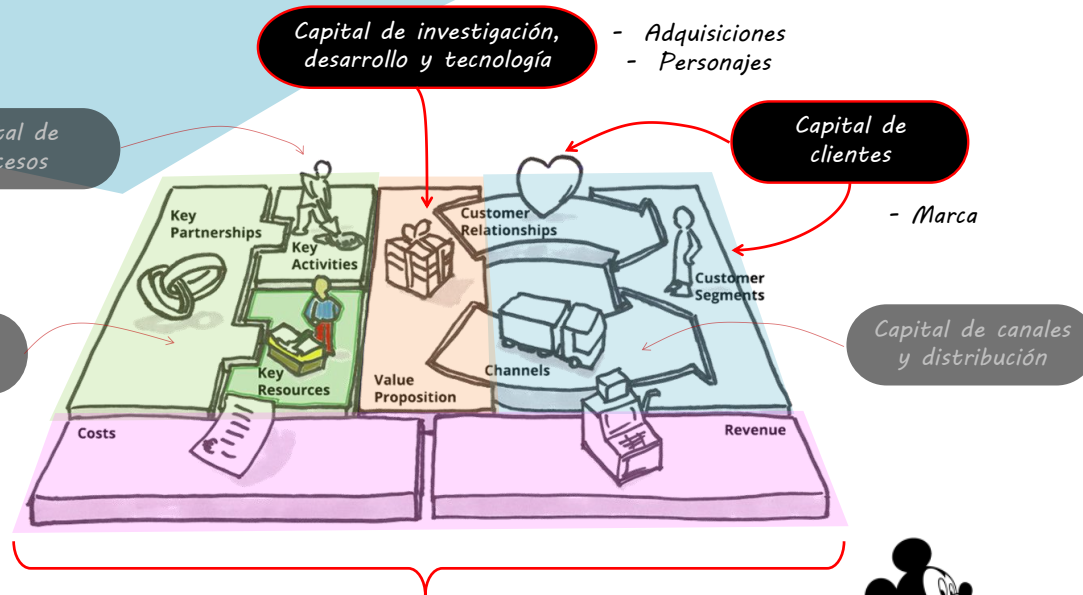 Capital de investigación,
desarrollo y tecnología
- Adquisiciones
- Personajes
tal de
cesos
Capital de
clientes
- Marca
Key
Partnerships
Key
Activities
Customer
Relationships
Customer
Segments
Key
Resources
Value
Proposition
Channels
Capital de canales
y distribución
Costs
Revenue